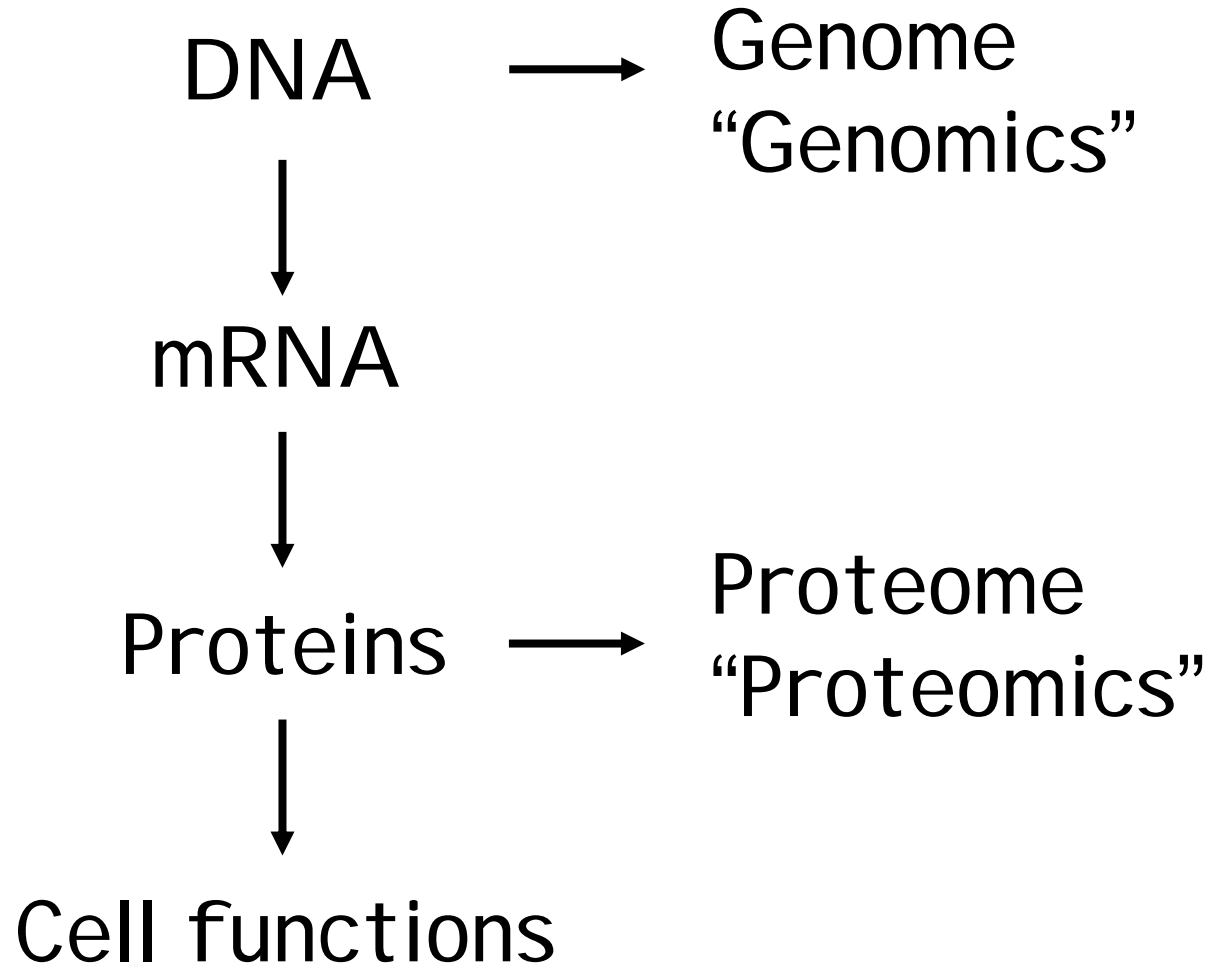 DNA
Genome
“Genomics”
mRNA
Proteins
Proteome
“Proteomics”
Cell functions